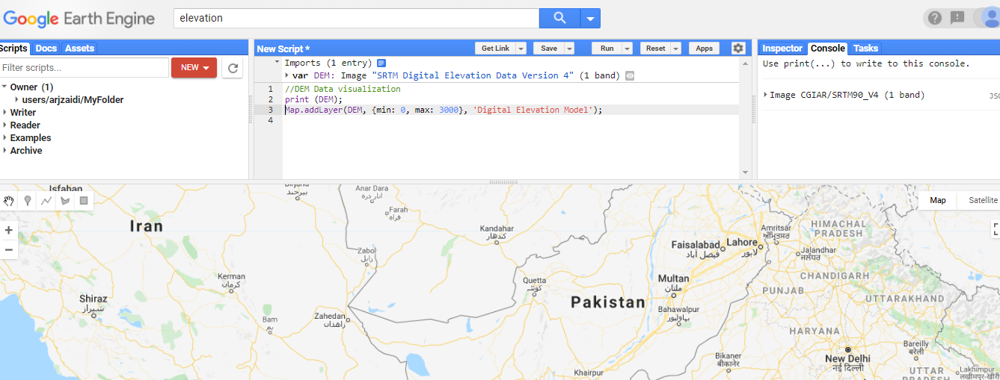 Google Earth Engine
elevation
Scripts Docs Assets
Filter scripts...
NEW
Owner (1)
users/arjzaidi/MyFolder
Writer
Reader
Examples
Archive
New Script *
Get Link
Save
Run
Reset
Apps
Imports (1 entry)
var DEM: Image "SRTM Digital Elevation Data Version 4" (1 band)
1 //DEM Data visualization
2 print (DEM);
3 Map.addLayer(DEM, {min: 0, max: 3000}, 'Digital Elevation Model');
4
Inspector Console Tasks
Use print(...) to write to this console.
Image CGIAR/SRTM90_V4 (1 band)
JSO
Map
Satellite
Isfahan
بیرجند
Anar Dara
انار دره
Farah
فراه
Iran
Kandahar
کندهار
Zabol
زابل
Kerman
کرمان
Shiraz
شیراز
Bam
بم
Zahedan
زاهدان
Quetta
کوئٹہ
Pakistan
Faisalabad
فیصل آباد
Lahore
لاہور
Amritsar
ਅੰਮ੍ਰਿਤਸਰ
HIMACHAL
PRADESH
Jalandhar
ਜਲੰਧਰ
CHANDIGARH
Multan
ملتان
PUNJAB
UTTARAKHAND
Bahawalpur
بہاولپور
HARYANA
Bikaner
बीकानेर
New Delhi
नई दिल्ली
Bareilly
बरेली
UTTAR
PRADESH
Lakhimpur
Khairpur